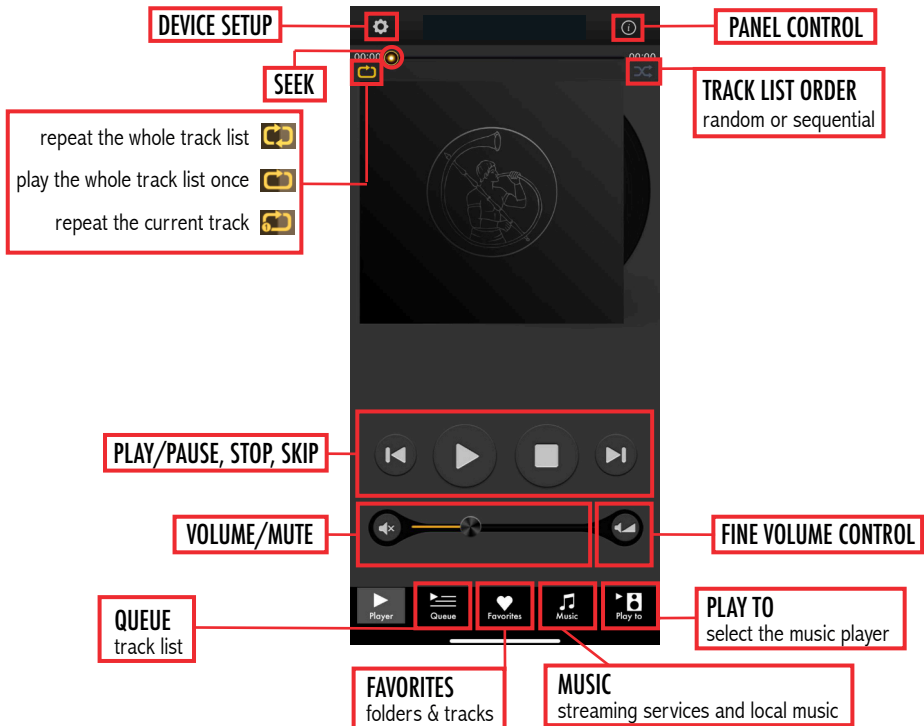 DEVICE SETUP
PANEL CONTROL
00:00
00:00
SEEK
TRACK LIST ORDER
random or sequential
repeat the whole track list
play the whole track list once
repeat the current track
1
PLAY/PAUSE, STOP, SKIP
VOLUME/MUTE
FINE VOLUME CONTROL
Player
Queue
Favorites
Music
Play to
QUEUE
track list
PLAY TO
select the music player
FAVORITES
folders & tracks
MUSIC
streaming services and local music